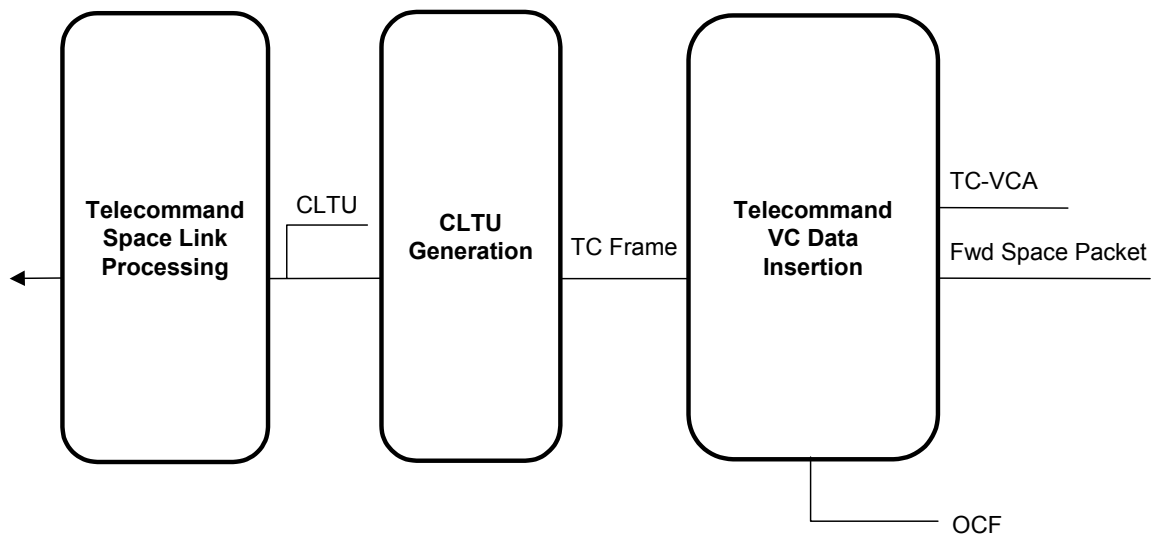 Telecommand
Space Link
Processing
CLTU
CLTU
Generation
TC Frame
Telecommand
VC Data
Insertion
TC-VCA
Fwd Space Packet
OCF